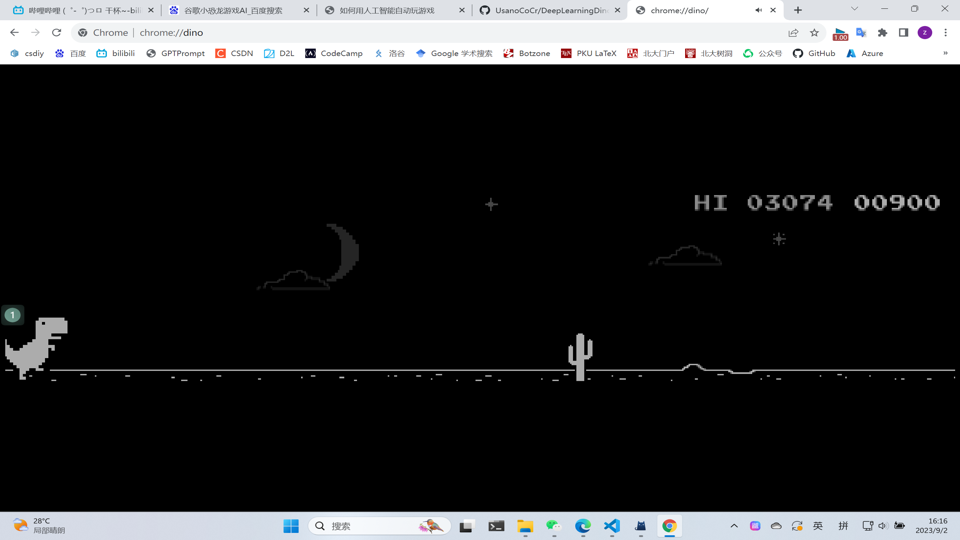 哔哩哔哩 (゜-゜)つロ 干杯~-bili
谷歌小恐龙游戏AI_百度搜索
如何用人工智能自动玩游戏
UsanoCoCr/DeepLearningDin
chrome://dino/
Chrome | chrome://dino
1.00
z
csdiy
百度
bilibili
GPTPrompt
CSDN
D2L
CodeCamp
洛谷
Google 学术搜索
Botzone
PKU LaTeX
北大门户
北大树洞
公众号
GitHub
Azure
»
HI 03074 00900
1
28°C
局部晴朗
搜索
英
拼
16:16
2023/9/2